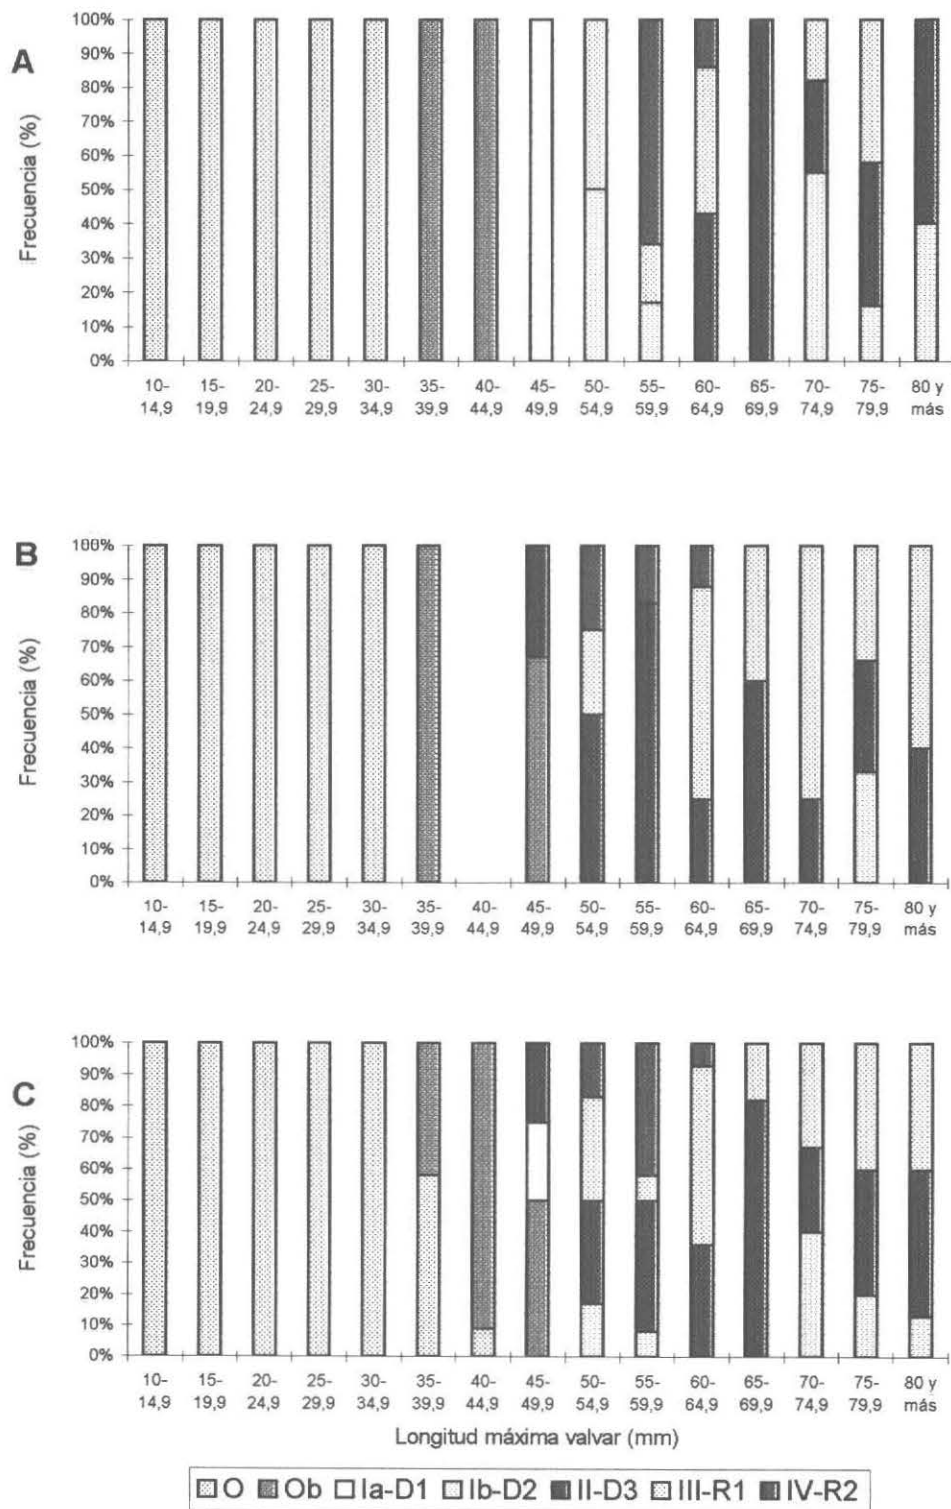 A
Frecuencia (%)
100%
90%
80%
70%
60%
50%
40%
30%
20%
10%
0%
10- 15- 20- 25- 30- 35- 40- 45- 50- 55- 60- 65- 70- 75- 80 y
14,9 19,9 24,9 29,9 34,9 39,9 44,9 49,9 54,9 59,9 64,9 69,9 74,9 79,9 más
B
Frecuencia (%)
100%
90%
80%
70%
60%
50%
40%
30%
20%
10%
0%
10- 15- 20- 25- 30- 35- 40- 45- 50- 55- 60- 65- 70- 75- 80 y
14,9 19,9 24,9 29,9 34,9 39,9 44,9 49,9 54,9 59,9 64,9 69,9 74,9 79,9 más
C
Frecuencia (%)
100%
90%
80%
70%
60%
50%
40%
30%
20%
10%
0%
10- 15- 20- 25- 30- 35- 40- 45- 50- 55- 60- 65- 70- 75- 80 y
14,9 19,9 24,9 29,9 34,9 39,9 44,9 49,9 54,9 59,9 64,9 69,9 74,9 79,9 más
Longitud máxima valvar (mm)
O Ob Ia-D1 Ib-D2 II-D3 III-R1 IV-R2